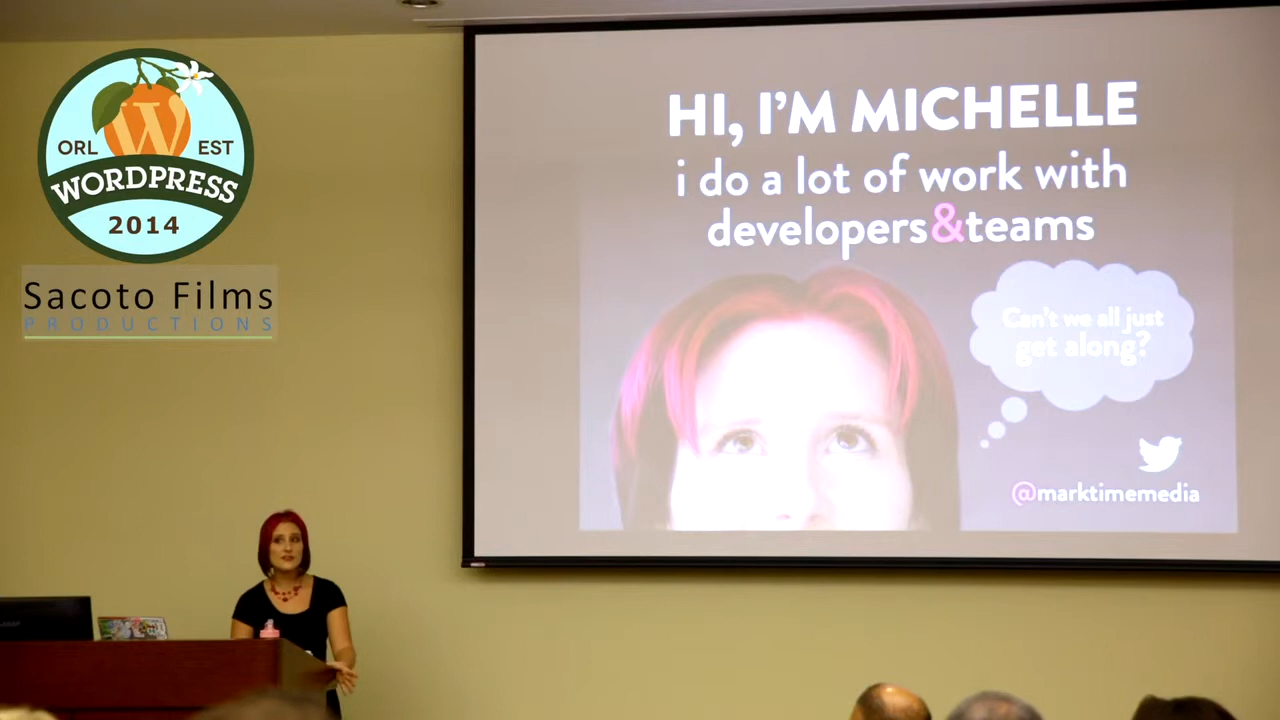 ORL EST
WORDPRESS
2014
Sacoto Films
PRODUCTIONS
HI, I'M MICHELLE
i do a lot of work with
developers&teams
Can't we all just
get along?
@marktimemedia